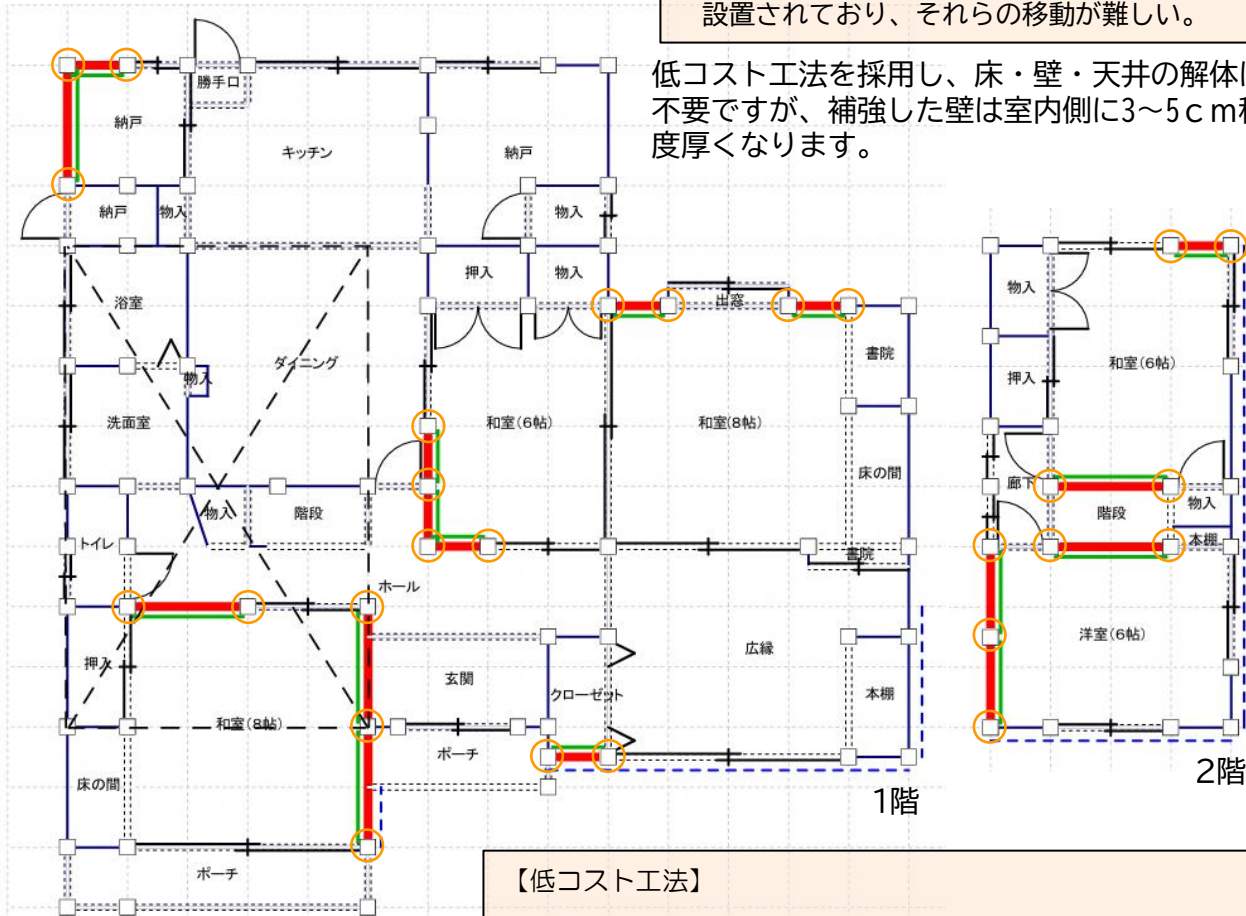 設置されており、それらの移動が難しい。
低コスト工法を採用し、床・壁・天井の解体は
不要ですが、補強した壁は室内側に3～5ｃｍ程
度厚くなります。
勝手口
納戸
キッチン
納戸
納戸
物入
物入
押入
物入
浴室
出窓
ダイニング
書院
物入
洗面室
和室(6帖)
和室(8帖)
床の間
物入
階段
トイレ
書院
ホール
押入
玄関
広縁
クローゼット
本棚
和室(8帖)
ポーチ
床の間
ポーチ
1階
物入
和室(6帖)
押入
廊下
階段
物入
本棚
洋室(6帖)
2階
【低コスト工法】